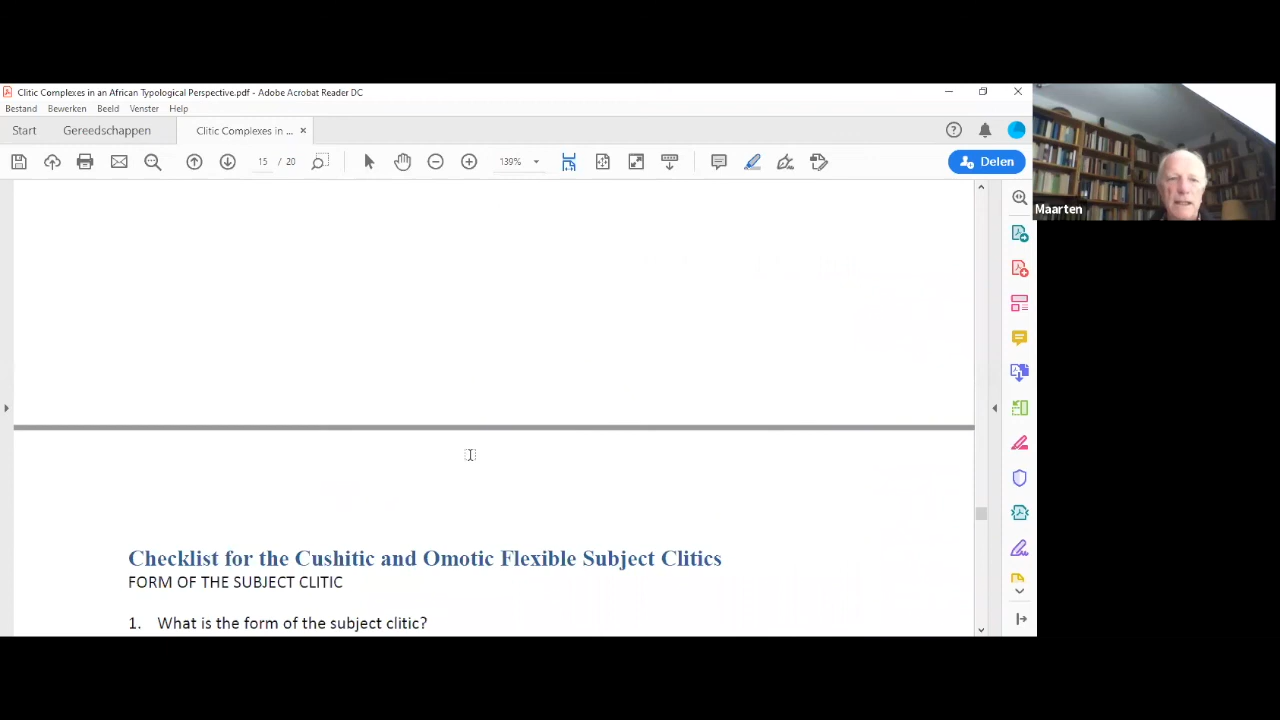 Clitic Complexes in an African Typological Perspective.pdf - Adobe Acrobat Reader DC
Bestand Bewerken Beeld Venster Help
Start Gereedschappen Clitic Complexes in ... ×
15 / 20 139% Delen
Maarten
Checklist for the Cushitic and Omotic Flexible Subject Clitics
FORM OF THE SUBJECT CLITIC
1. What is the form of the subject clitic?